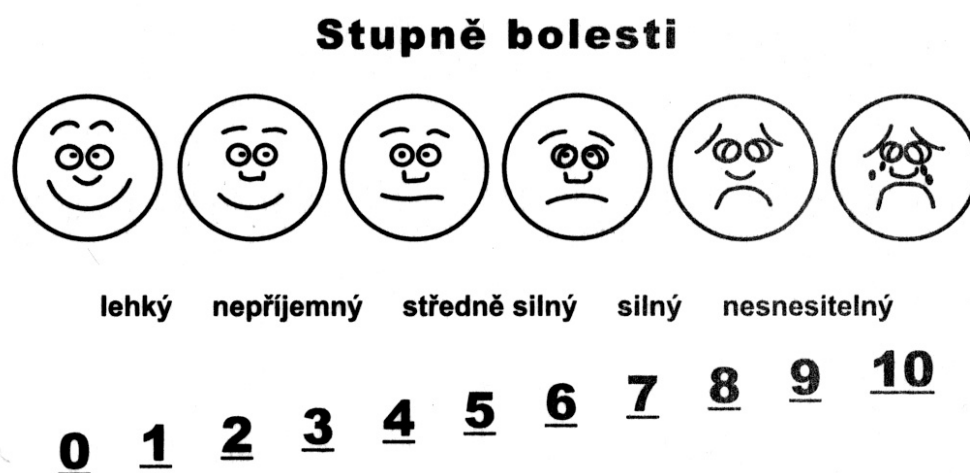 Stupně bolesti
lehký nepříjemný středně silný silný nesnesitelný
0 1 2 3 4 5 6 7 8 9 10